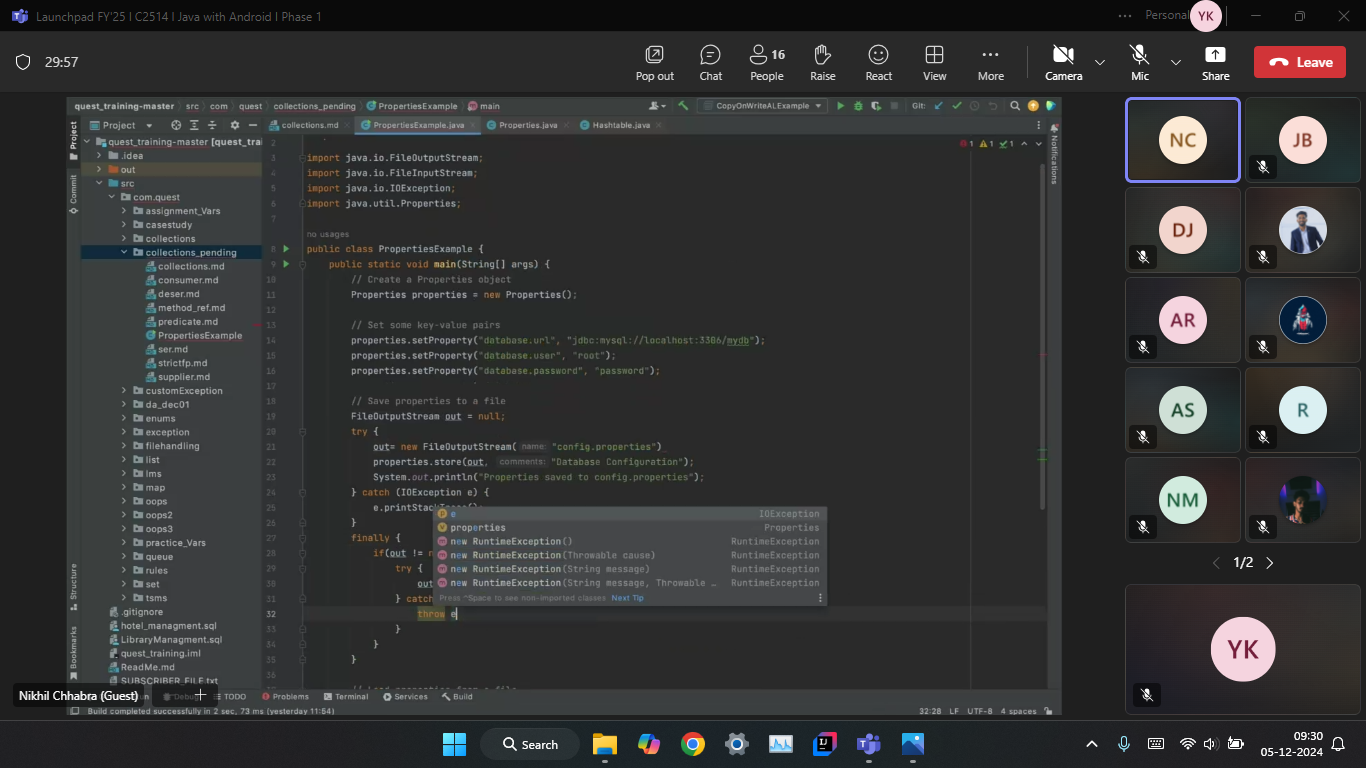 Launchpad FY'25 I C2514 I Java with Android I Phase 1
Personal
YK
29:57
Pop out
Chat
16
People
Raise
React
View
More
Camera
Mic
Share
Leave
quest_training-master
src
com
quest
collections_pending
PropertiesExample
main
CopyOnWriteALExample
Git:
Project
collections.md
PropertiesExample.java
Properties.java
Hashtable.java
Project
Commit
Structure
Bookmarks
Notifications
quest_training-master [quest_trai
.idea
out
src
com.quest
assignment_Vars
casestudy
collections
collections_pending
collections.md
consumer.md
deser.md
method_ref.md
predicate.md
PropertiesExample
ser.md
strictfp.md
supplier.md
customException
da_dec01
enums
exception
filehandling
list
lms
map
oops
oops2
oops3
practice_Vars
queue
rules
set
tsms
.gitignore
hotel_managment.sql
LibraryManagment.sql
quest_training.iml
ReadMe.md
SUBSCRIBER_FILE.txt
1 1 1
2
3 import java.io.FileOutputStream;
4 import java.io.FileInputStream;
5 import java.io.IOException;
6 import java.util.Properties;
7
no usages
8 public class PropertiesExample {
9 public static void main(String[] args) {
10 // Create a Properties object
11 Properties properties = new Properties();
12
13 // Set some key-value pairs
14 properties.setProperty("database.url", "jdbc:mysql://localhost:3306/mydb");
15 properties.setProperty("database.user", "root");
16 properties.setProperty("database.password", "password");
17
18 // Save properties to a file
19 FileOutputStream out = null;
20 try {
21 out= new FileOutputStream( name: "config.properties")
22 properties.store(out, comments: "Database Configuration");
23 System.out.println("Properties saved to config.properties");
24 } catch (IOException e) {
25 e.printStack
26 }
27 finally {
28 if(out != n
29 try {
30 out
31 } catch
32 throw e
33 }
34 }
35 }
36
e IOException
properties Properties
new RuntimeException() RuntimeException
new RuntimeException(Throwable cause) RuntimeException
new RuntimeException(String message) RuntimeException
new RuntimeException(String message, Throwable … RuntimeException
Press ^Space to see non-imported classes Next Tip
Nikhil Chhabra (Guest)
Debug
TODO
Problems
Terminal
Services
Build
Build completed successfully in 2 sec, 73 ms (yesterday 11:54)
32:28 LF UTF-8 4 spaces
NC
JB
DJ
AR
AS
R
NM
1/2
YK
Search
09:30
05-12-2024